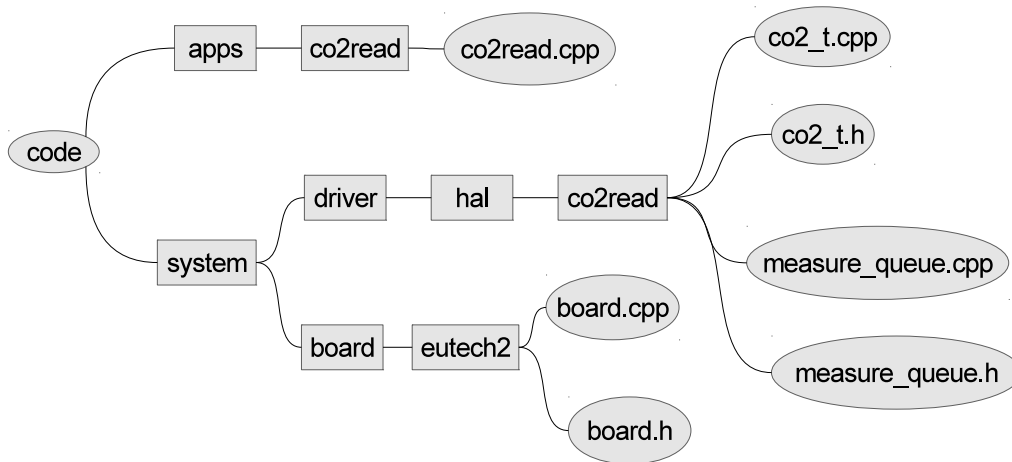 code
apps
co2read
co2read.cpp
system
driver
hal
co2read
co2_t.cpp
co2_t.h
measure_queue.cpp
measure_queue.h
board
eutech2
board.cpp
board.h